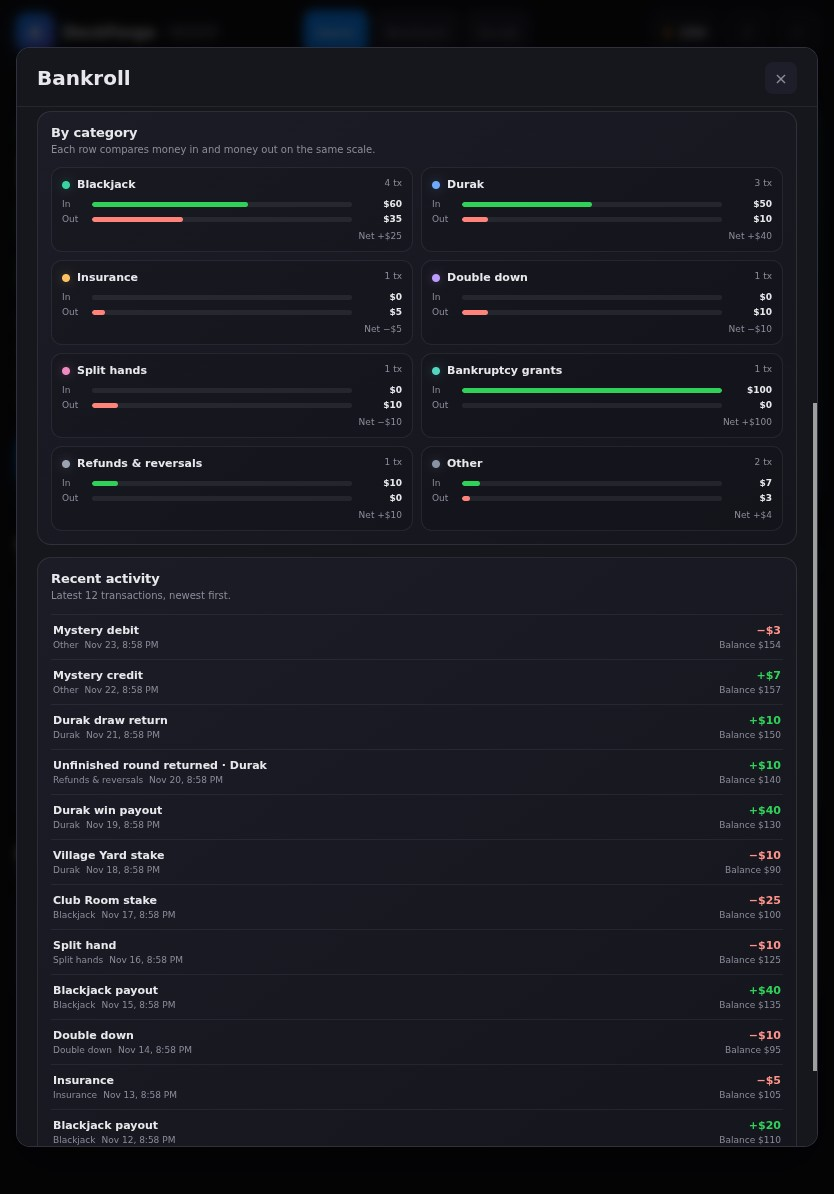 Bankroll
×
By category
Each row compares money in and money out on the same scale.
Blackjack 4 tx
In $60
Out $35
Net +$25
Durak 3 tx
In $50
Out $10
Net +$40
Insurance 1 tx
In $0
Out $5
Net −$5
Double down 1 tx
In $0
Out $10
Net −$10
Split hands 1 tx
In $0
Out $10
Net −$10
Bankruptcy grants 1 tx
In $100
Out $0
Net +$100
Refunds & reversals 1 tx
In $10
Out $0
Net +$10
Other 2 tx
In $7
Out $3
Net +$4
Recent activity
Latest 12 transactions, newest first.
Mystery debit −$3
Other Nov 23, 8:58 PM Balance $154
Mystery credit +$7
Other Nov 22, 8:58 PM Balance $157
Durak draw return +$10
Durak Nov 21, 8:58 PM Balance $150
Unfinished round returned · Durak +$10
Refunds & reversals Nov 20, 8:58 PM Balance $140
Durak win payout +$40
Durak Nov 19, 8:58 PM Balance $130
Village Yard stake −$10
Durak Nov 18, 8:58 PM Balance $90
Club Room stake −$25
Blackjack Nov 17, 8:58 PM Balance $100
Split hand −$10
Split hands Nov 16, 8:58 PM Balance $125
Blackjack payout +$40
Blackjack Nov 15, 8:58 PM Balance $135
Double down −$10
Double down Nov 14, 8:58 PM Balance $95
Insurance −$5
Insurance Nov 13, 8:58 PM Balance $105
Blackjack payout +$20
Blackjack Nov 12, 8:58 PM Balance $110